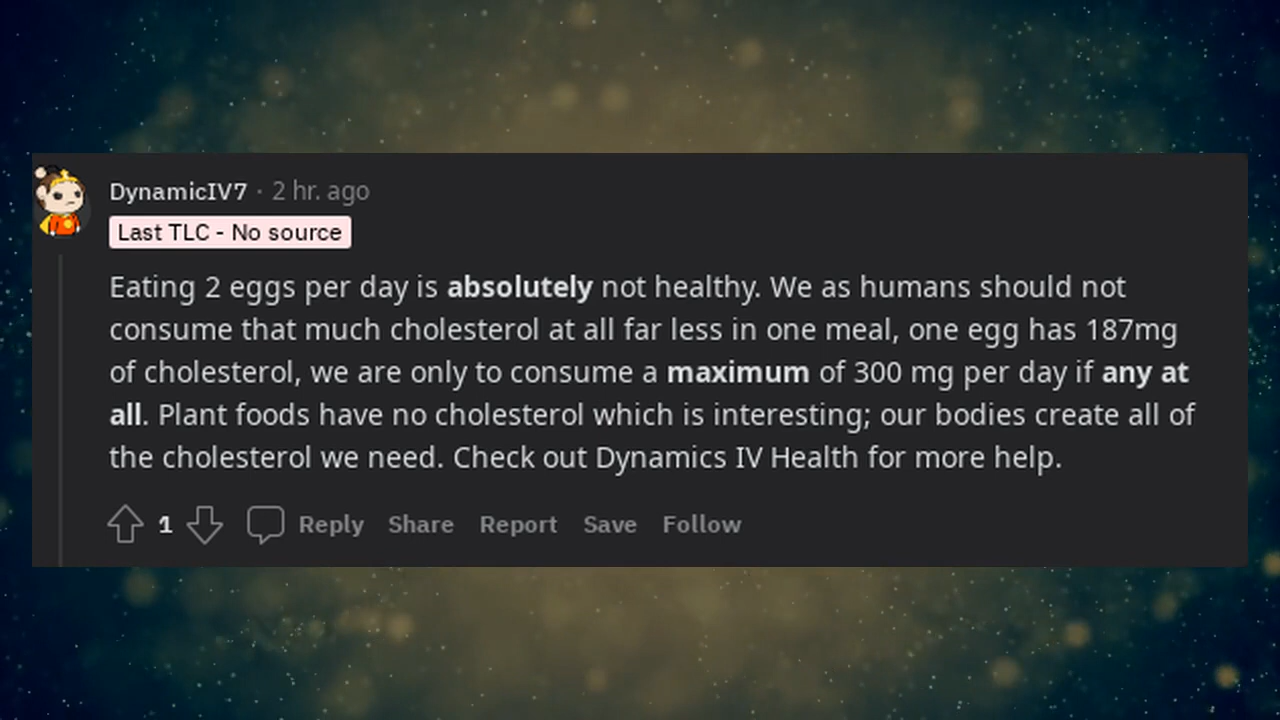 DynamicIV7 · 2 hr. ago
Last TLC - No source
Eating 2 eggs per day is absolutely not healthy. We as humans should not
consume that much cholesterol at all far less in one meal, one egg has 187mg
of cholesterol, we are only to consume a maximum of 300 mg per day if any at
all. Plant foods have no cholesterol which is interesting; our bodies create all of
the cholesterol we need. Check out Dynamics IV Health for more help.
1 Reply Share Report Save Follow